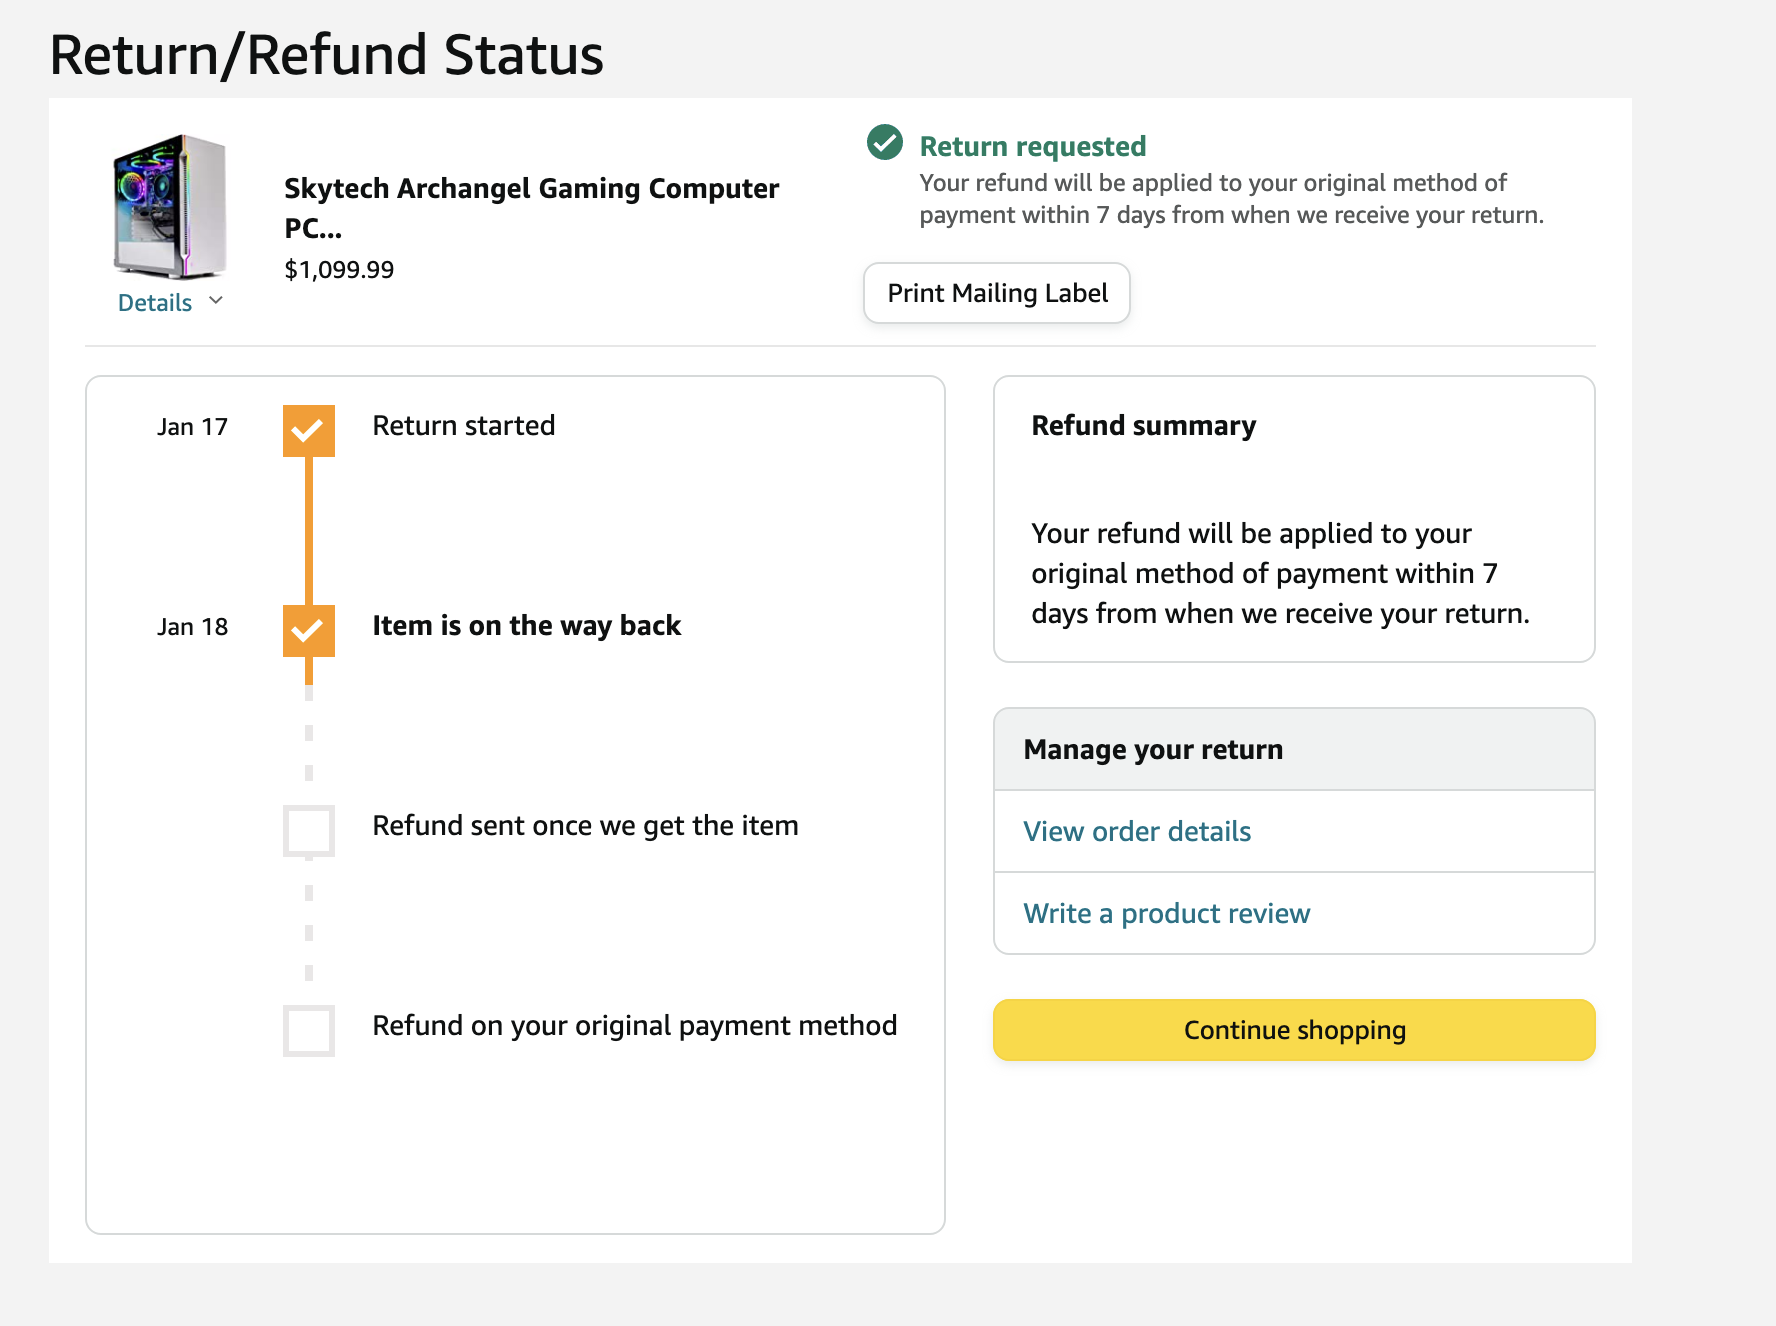 Return/Refund Status
Skytech Archangel Gaming Computer
PC...
$1,099.99
Details
Return requested
Your refund will be applied to your original method of
payment within 7 days from when we receive your return.
Print Mailing Label
Jan 17
Return started
Jan 18
Item is on the way back
Refund sent once we get the item
Refund on your original payment method
Refund summary
Your refund will be applied to your
original method of payment within 7
days from when we receive your return.
Manage your return
View order details
Write a product review
Continue shopping